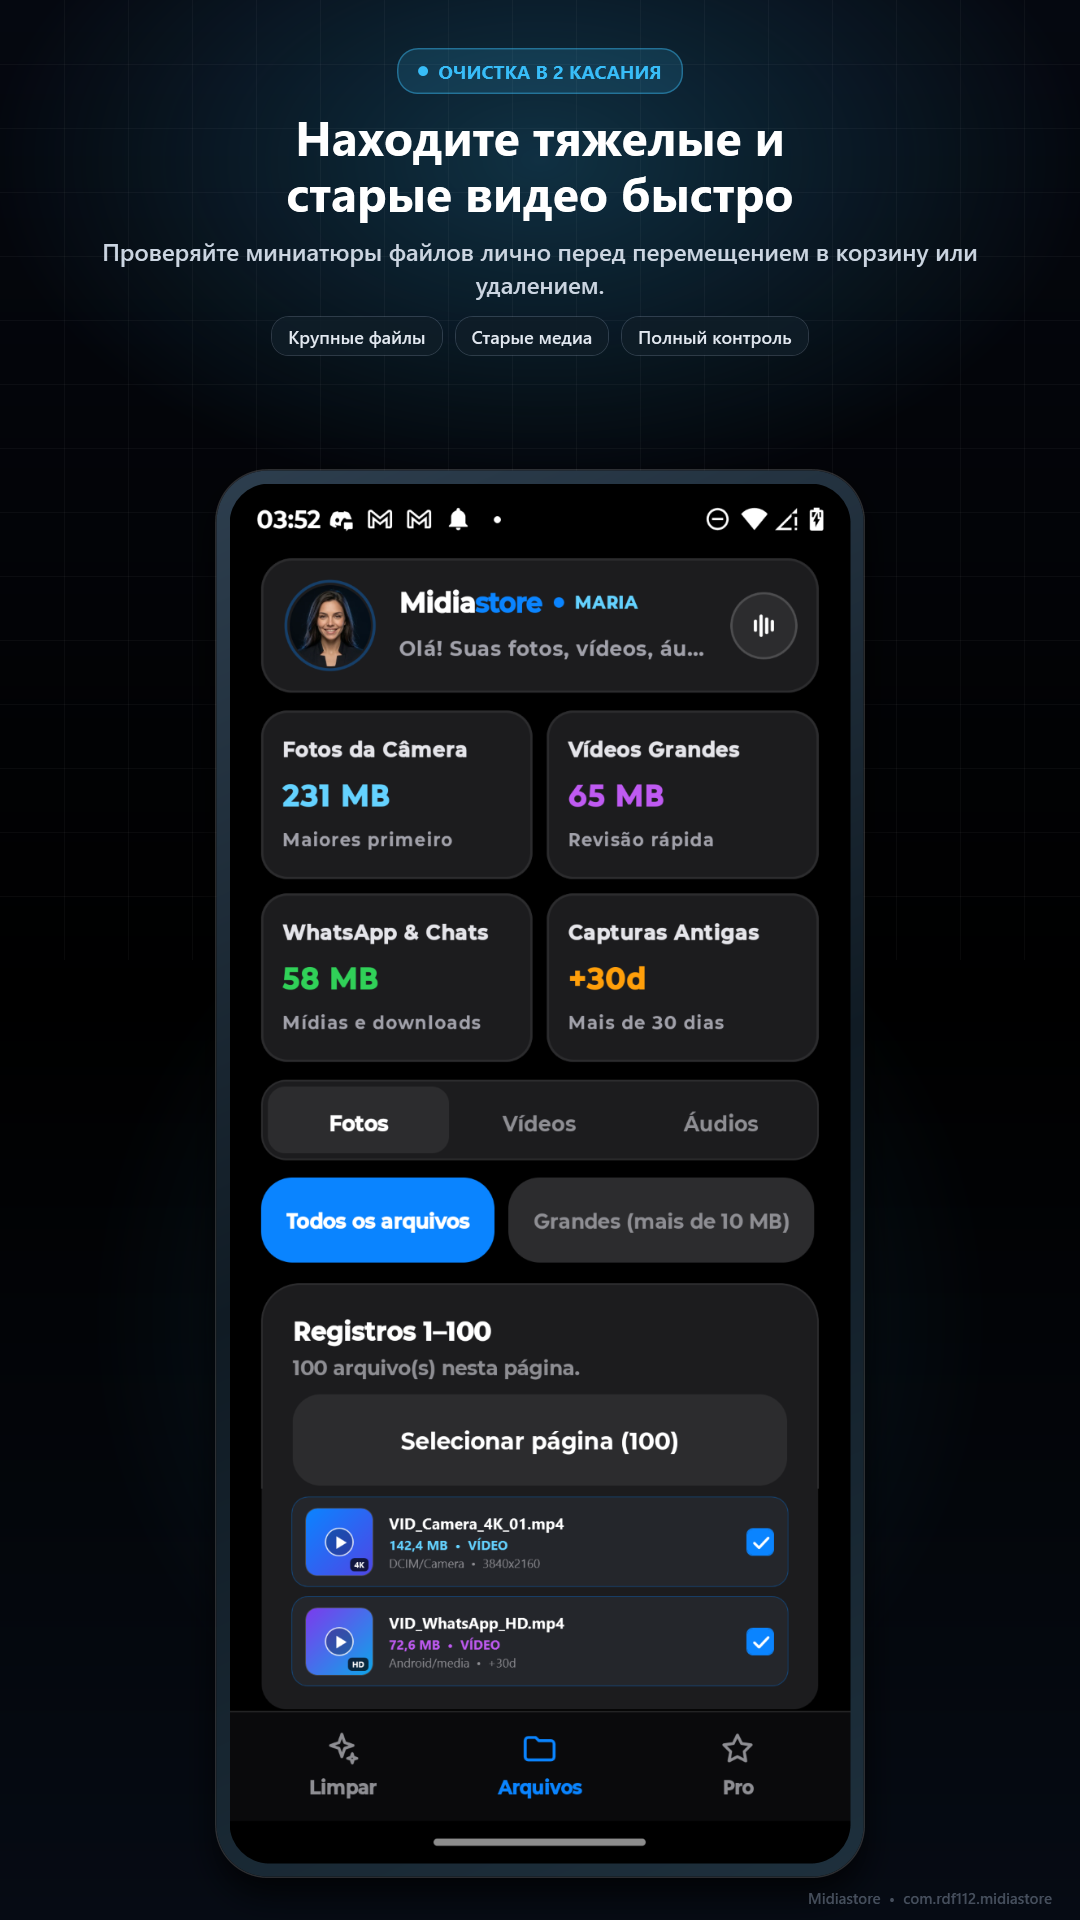 ОЧИСТКА В 2 КАСАНИЯ
Находите тяжелые и
старые видео быстро
Проверяйте миниатюры файлов лично перед перемещением в корзину или
удалением.
Крупные файлы
Старые медиа
Полный контроль
03:52
Midiastore • MARIA
Olá! Suas fotos, vídeos, áu...
Fotos da Câmera
231 MB
Maiores primeiro
Vídeos Grandes
65 MB
Revisão rápida
WhatsApp & Chats
58 MB
Mídias e downloads
Capturas Antigas
+30d
Mais de 30 dias
Fotos
Vídeos
Áudios
Todos os arquivos
Grandes (mais de 10 MB)
Registros 1–100
100 arquivo(s) nesta página.
Selecionar página (100)
VID_Camera_4K_01.mp4
142,4 MB • VÍDEO
DCIM/Camera • 3840x2160
4K
VID_WhatsApp_HD.mp4
72,6 MB • VÍDEO
Android/media • +30d
HD
Limpar
Arquivos
Pro
Midiastore • com.rdf112.midiastore